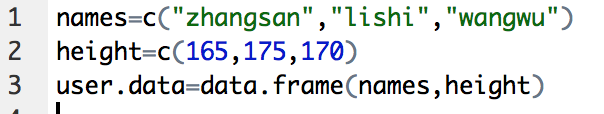 1 names=c("zhangsan","lishi","wangwu")
2 height=c(165,175,170)
3 user.data=data.frame(names,height)